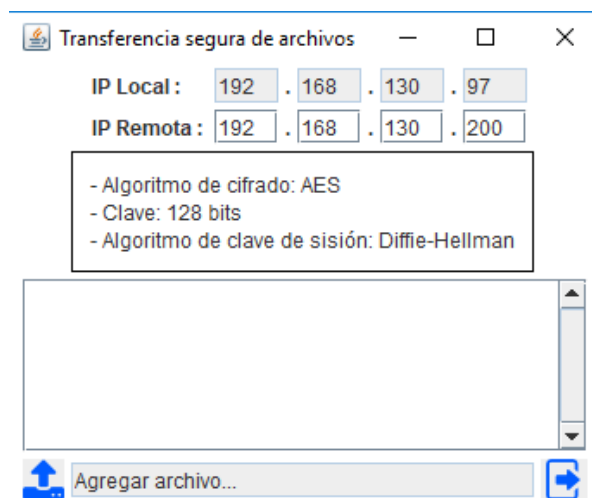 Transferencia segura de archivos
IP Local : 192 . 168 . 130 . 97
IP Remota : 192 . 168 . 130 . 200
- Algoritmo de cifrado: AES
- Clave: 128 bits
- Algoritmo de clave de sisión: Diffie-Hellman
Agregar archivo...